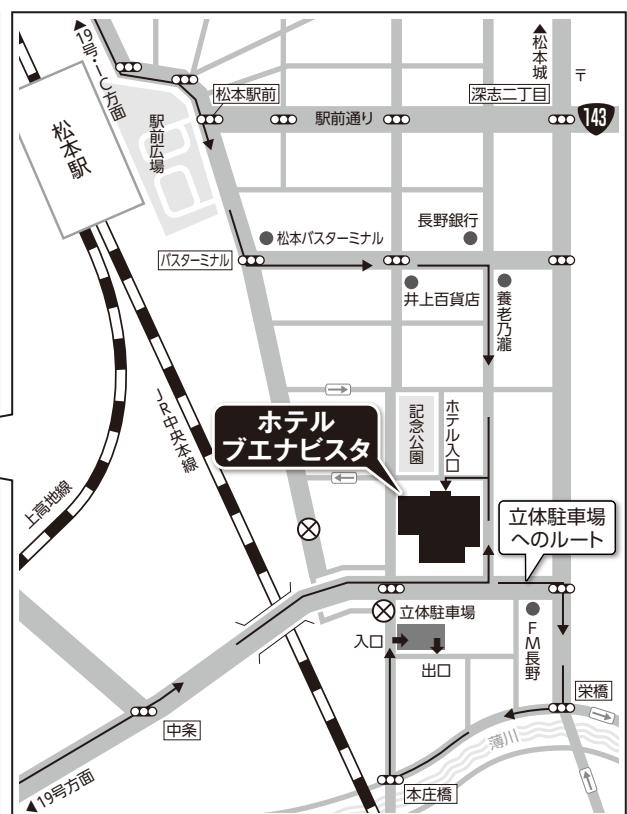 ▲19号・IC方面
松本駅
駅前広場
松本駅前
駅前通り
深志二丁目
▲松本城
〒
143
松本バスターミナル
バスターミナル
長野銀行
井上百貨店
養老乃瀧
記念公園
ホテル入口
ホテル
ブエナビスタ
JR中央本線
上高地線
立体駐車場
へのルート
立体駐車場
入口
出口
FM長野
栄橋
薄川
本庄橋
中条
▲19号方面